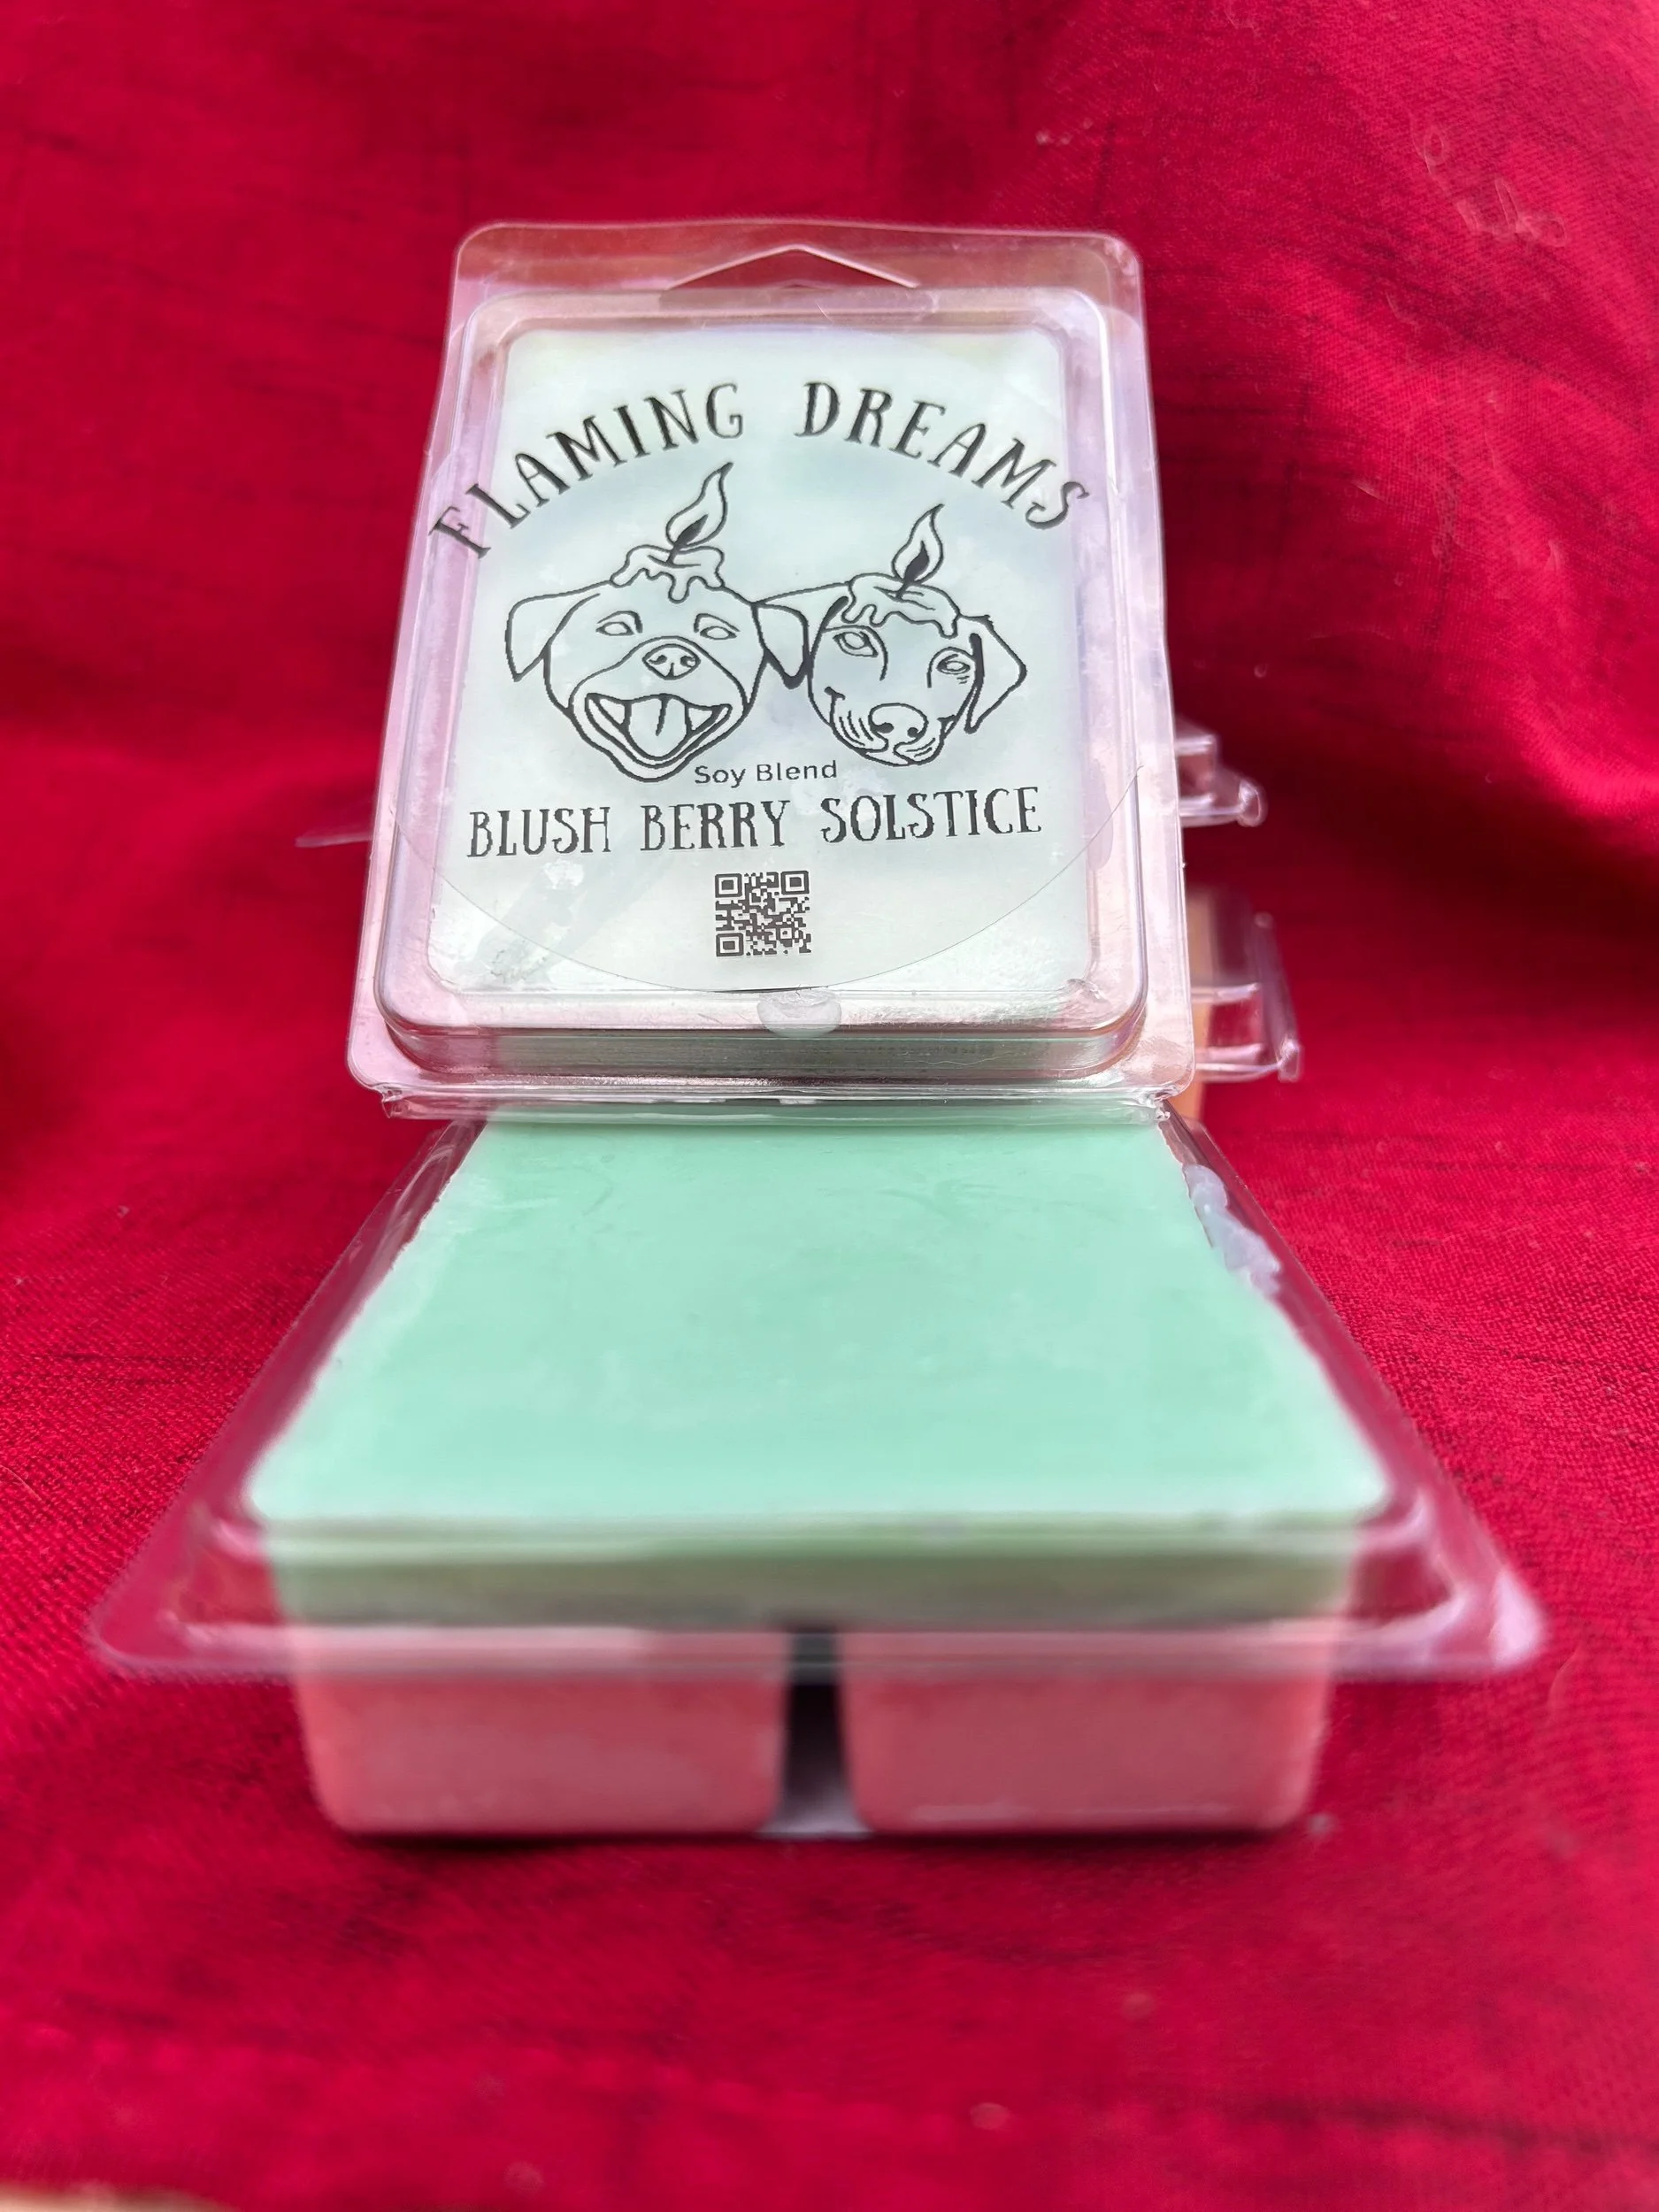 FLAMING DREAMS
Soy Blend
BLUSH BERRY SOLSTICE